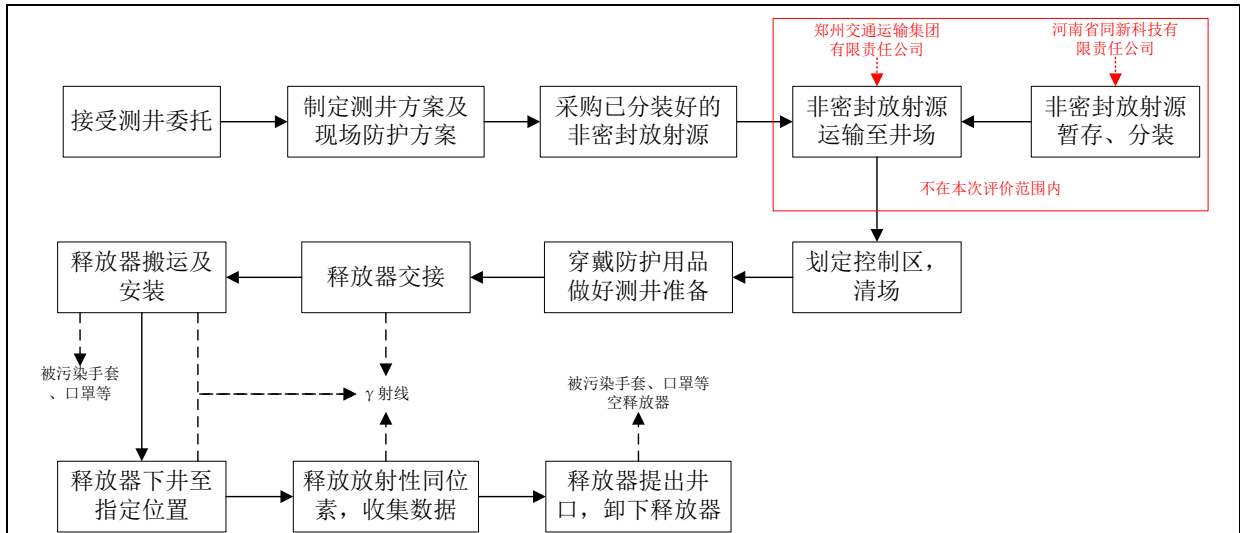 郑州交通运输集团
有限责任公司
河南省同新科技有
限责任公司
接受测井委托
制定测井方案及
现场防护方案
采购已分装好的
非密封放射源
非密封放射源
运输至井场
非密封放射源
暂存、分装
不在本次评价范围内
释放器搬运及
安装
释放器交接
穿戴防护用品
做好测井准备
划定控制区，
清场
被污染手套
、口罩等
γ射线
被污染手套、口罩等
空释放器
释放器下井至
指定位置
释放放射性同位
素，收集数据
释放器提出井
口，卸下释放器